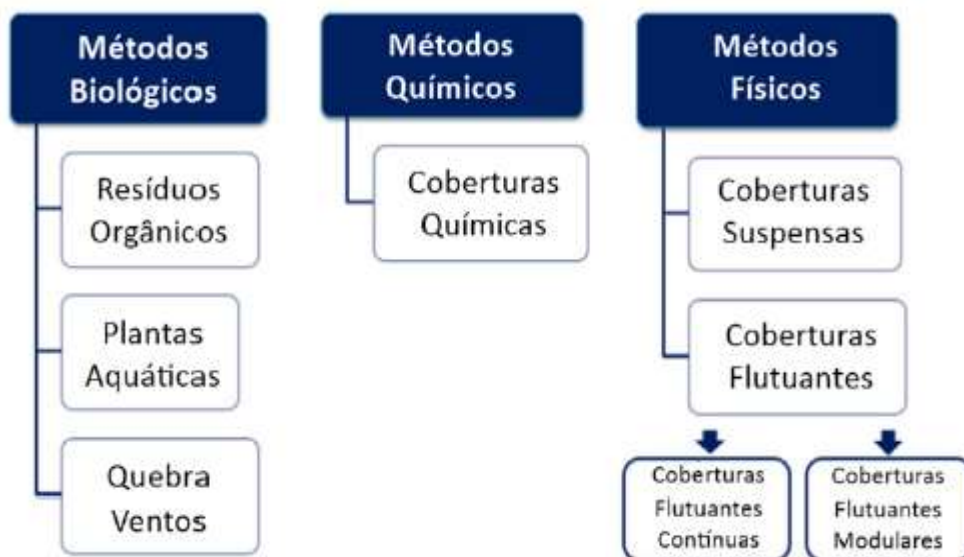 Métodos
Biológicos
Resíduos
Orgânicos
Plantas
Aquáticas
Quebra
Ventos
Métodos
Químicos
Coberturas
Químicas
Métodos
Físicos
Coberturas
Suspensas
Coberturas
Flutuantes
Coberturas
Flutuantes
Contínuas
Coberturas
Flutuantes
Modulares